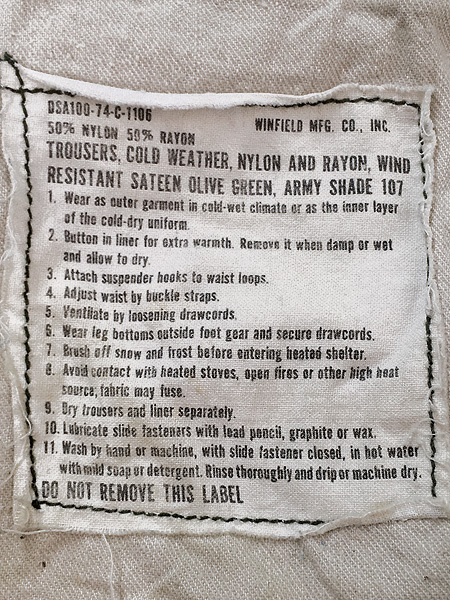 DSA100-74-C-1106
50% NYLON 50% RAYON
WINFIELD MFG. CO., INC.
TROUSERS, COLD WEATHER, NYLON AND RAYON, WIND
RESISTANT SATEEN OLIVE GREEN, ARMY SHADE 107
1. Wear as outer garment in cold-wet climate or as the inner layer
of the cold-dry uniform.
2. Button in liner for extra warmth. Remove it when damp or wet
and allow to dry.
3. Attach suspender hooks to waist loops.
4. Adjust waist by buckle straps.
5. Ventilate by loosening drawcords.
6. Wear leg bottoms outside foot gear and secure drawcords.
7. Brush off snow and frost before entering heated shelter.
8. Avoid contact with heated stoves, open fires or other high heat
source; fabric may fuse.
9. Dry trousers and liner separately.
10. Lubricate slide fasteners with lead pencil, graphite or wax.
11. Wash by hand or machine, with slide fastener closed, in hot water
with mild soap or detergent. Rinse thoroughly and drip or machine dry.
DO NOT REMOVE THIS LABEL